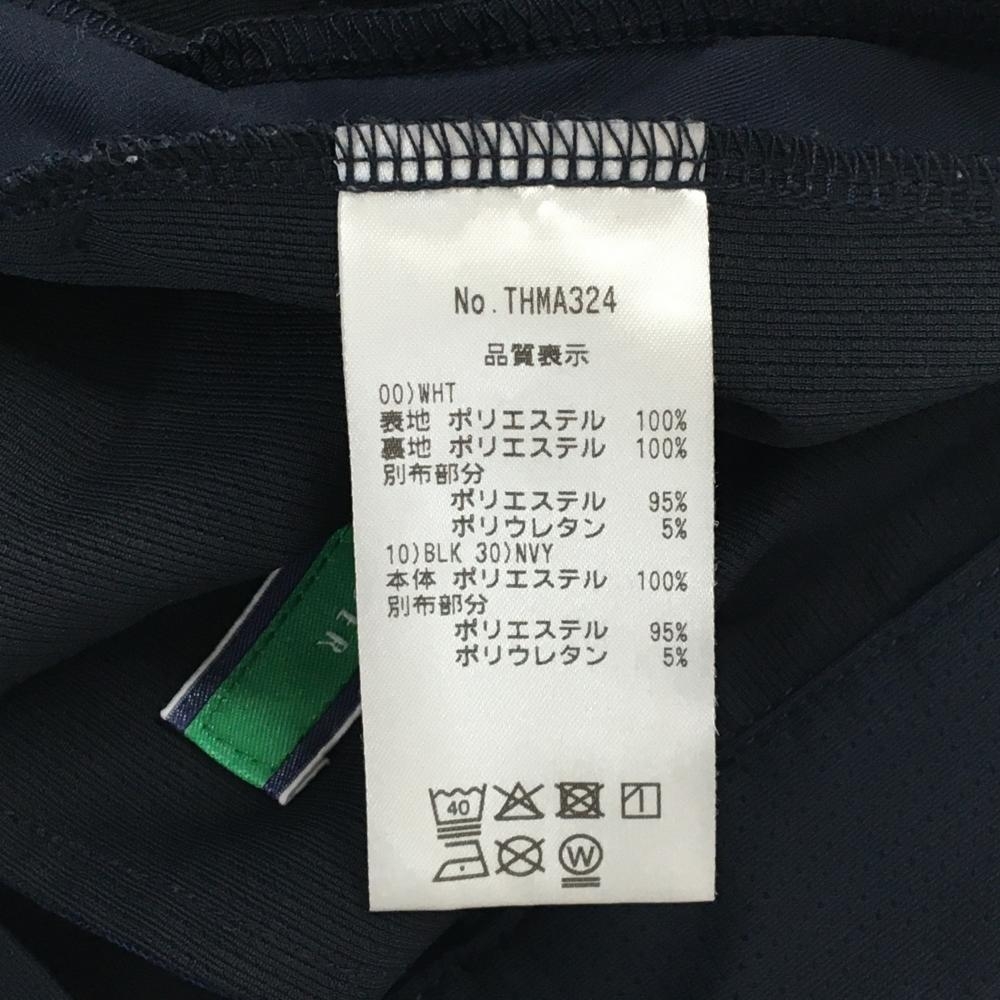 No.THMA324
品質表示
00)WHT
表地 ポリエステル 100%
裏地 ポリエステル 100%
別布部分
ポリエステル 95%
ポリウレタン 5%
10)BLK 30)NVY
本体 ポリエステル 100%
別布部分
ポリエステル 95%
ポリウレタン 5%
40
W
ER